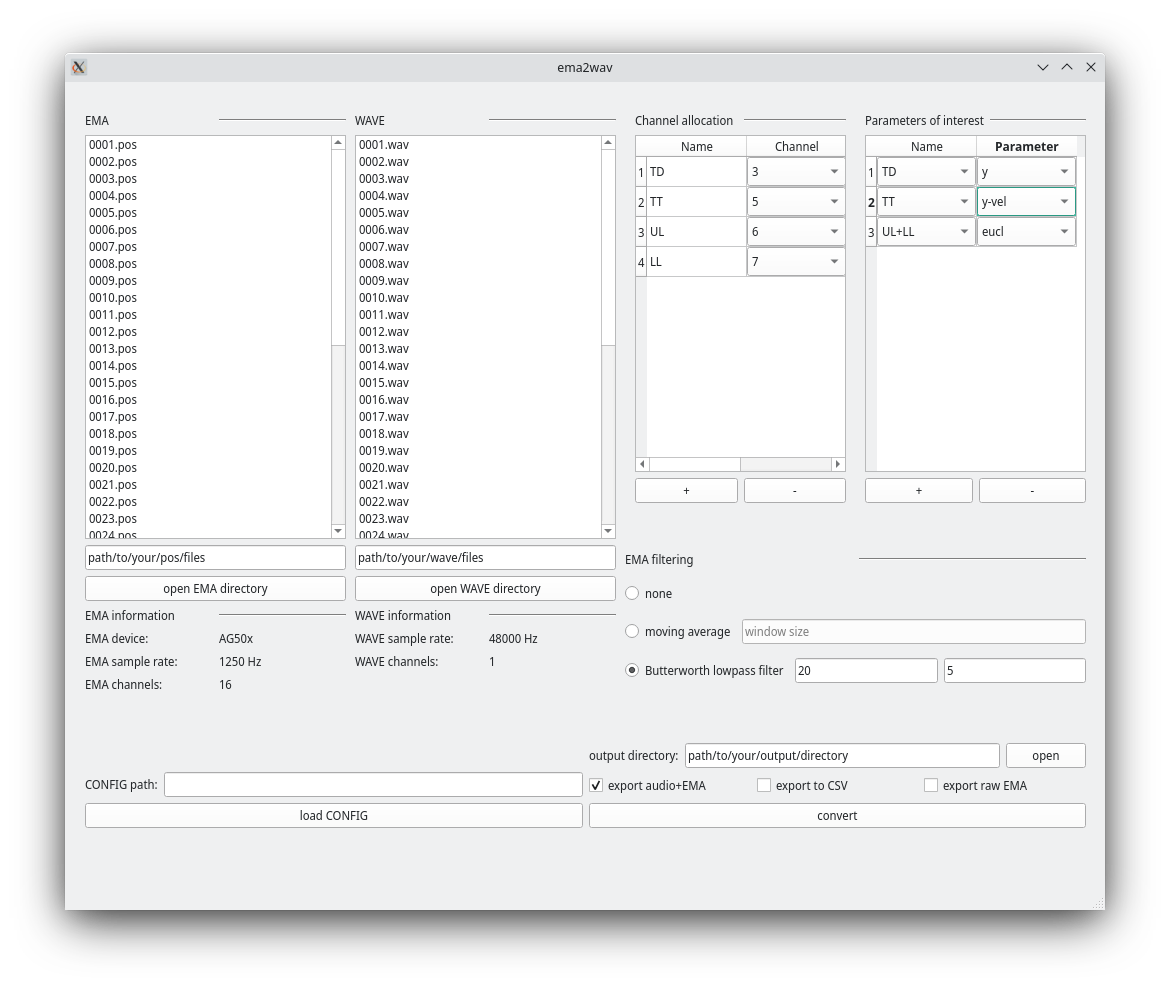 ema2wav
EMA
0001.pos
0002.pos
0003.pos
0004.pos
0005.pos
0006.pos
0007.pos
0008.pos
0009.pos
0010.pos
0011.pos
0012.pos
0013.pos
0014.pos
0015.pos
0016.pos
0017.pos
0018.pos
0019.pos
0020.pos
0021.pos
0022.pos
0023.pos
0024.pos
path/to/your/pos/files
open EMA directory
EMA information
EMA device: AG50x
EMA sample rate: 1250 Hz
EMA channels: 16
WAVE
0001.wav
0002.wav
0003.wav
0004.wav
0005.wav
0006.wav
0007.wav
0008.wav
0009.wav
0010.wav
0011.wav
0012.wav
0013.wav
0014.wav
0015.wav
0016.wav
0017.wav
0018.wav
0019.wav
0020.wav
0021.wav
0022.wav
0023.wav
0024.wav
path/to/your/wave/files
open WAVE directory
WAVE information
WAVE sample rate: 48000 Hz
WAVE channels: 1
Channel allocation
Name Channel
1 TD 3
2 TT 5
3 UL 6
4 LL 7
+ -
Parameters of interest
Name Parameter
1 TD y
2 TT y-vel
3 UL+LL eucl
+ -
EMA filtering
none
moving average window size
Butterworth lowpass filter 20 5
output directory: path/to/your/output/directory open
CONFIG path:
export audio+EMA export to CSV export raw EMA
load CONFIG
convert